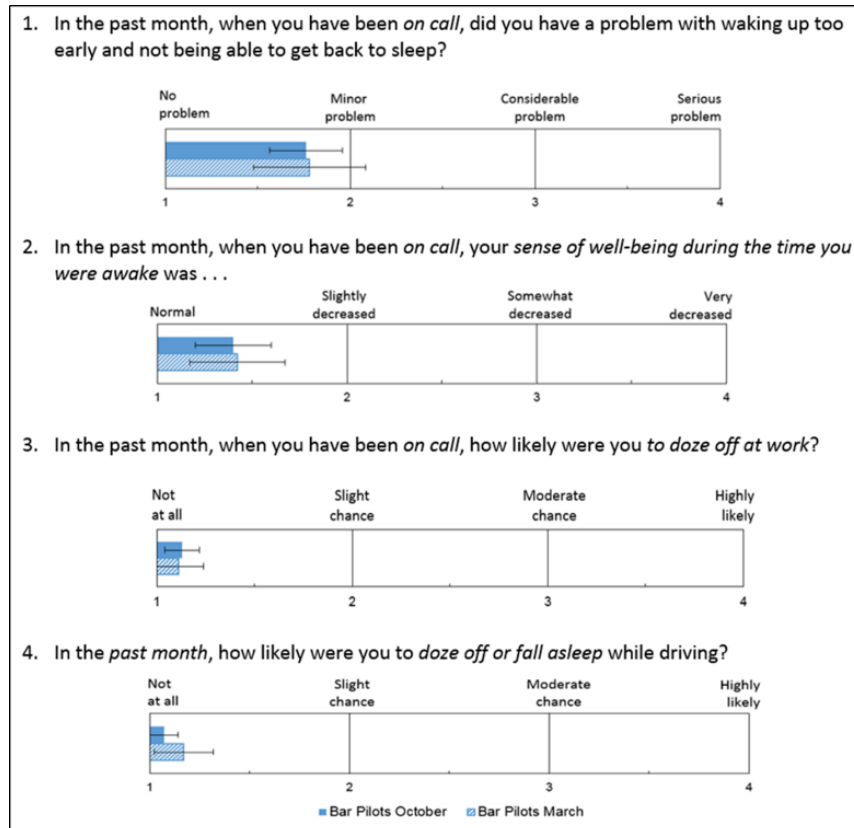 1. In the past month, when you have been on call, did you have a problem with waking up too
early and not being able to get back to sleep?
No
problem
Minor
problem
Considerable
problem
Serious
problem
1 2 3 4
2. In the past month, when you have been on call, your sense of well-being during the time you
were awake was . . .
Normal
Slightly
decreased
Somewhat
decreased
Very
decreased
1 2 3 4
3. In the past month, when you have been on call, how likely were you to doze off at work?
Not
at all
Slight
chance
Moderate
chance
Highly
likely
1 2 3 4
4. In the past month, how likely were you to doze off or fall asleep while driving?
Not
at all
Slight
chance
Moderate
chance
Highly
likely
1 2 3 4
Bar Pilots October Bar Pilots March